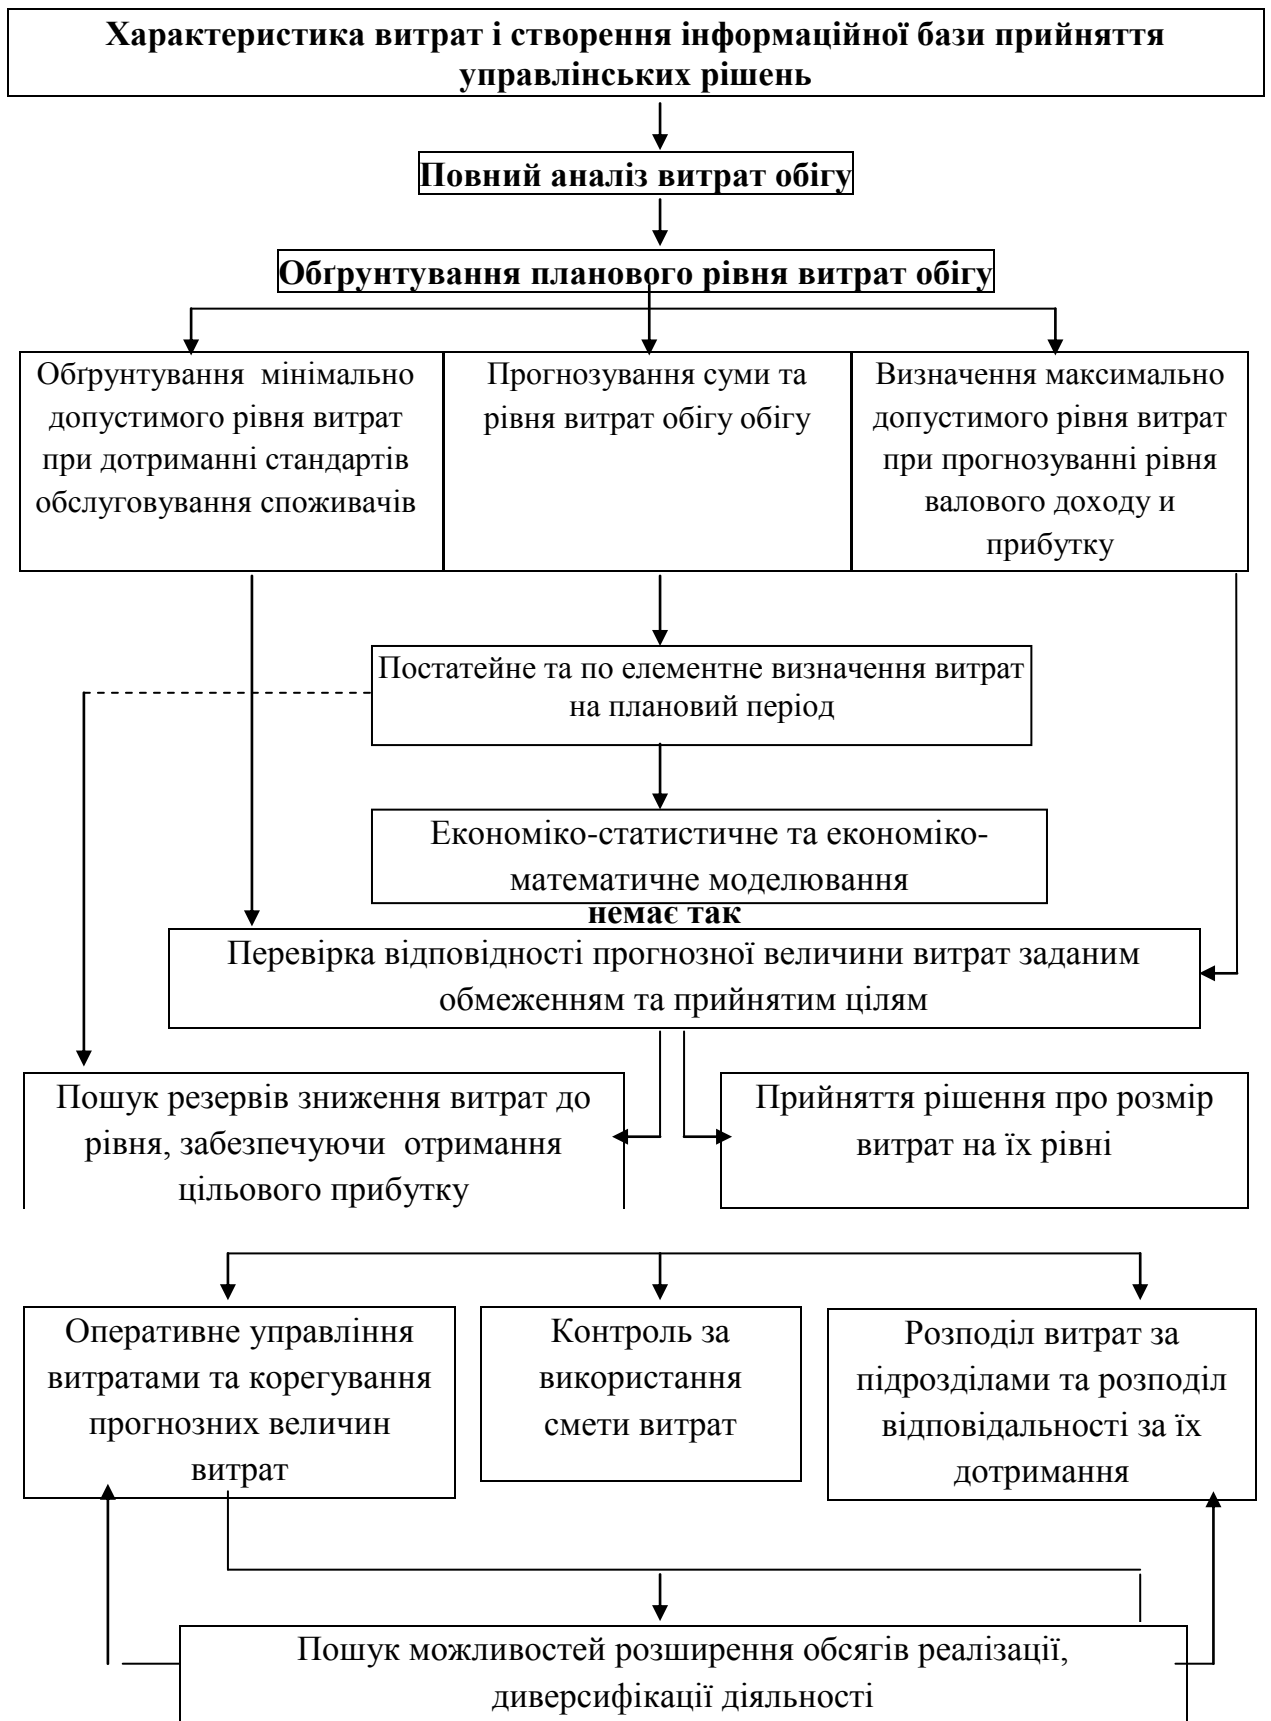 Характеристика витрат і створення інформаційної бази прийняття
управлінських рішень
Повний аналіз витрат обігу
Обґрунтування планового рівня витрат обігу
Обґрунтування мінімально
допустимого рівня витрат
при дотриманні стандартів
обслуговування споживачів
Прогнозування суми та
рівня витрат обігу обігу
Визначення максимально
допустимого рівня витрат
при прогнозуванні рівня
валового доходу и
прибутку
Постатейне та по елементне визначення витрат
на плановий період
Економіко-статистичне та економіко-
математичне моделювання
немає так
Перевірка відповідності прогнозної величини витрат заданим
обмеженням та прийнятим цілям
Пошук резервів зниження витрат до
рівня, забезпечуючи отримання
цільового прибутку
Прийняття рішення про розмір
витрат на їх рівні
Оперативне управління
витратами та корегування
прогнозних величин
витрат
Контроль за
використання
смети витрат
Розподіл витрат за
підрозділами та розподіл
відповідальності за їх
дотримання
Пошук можливостей розширення обсягів реалізації,
диверсифікації діяльності